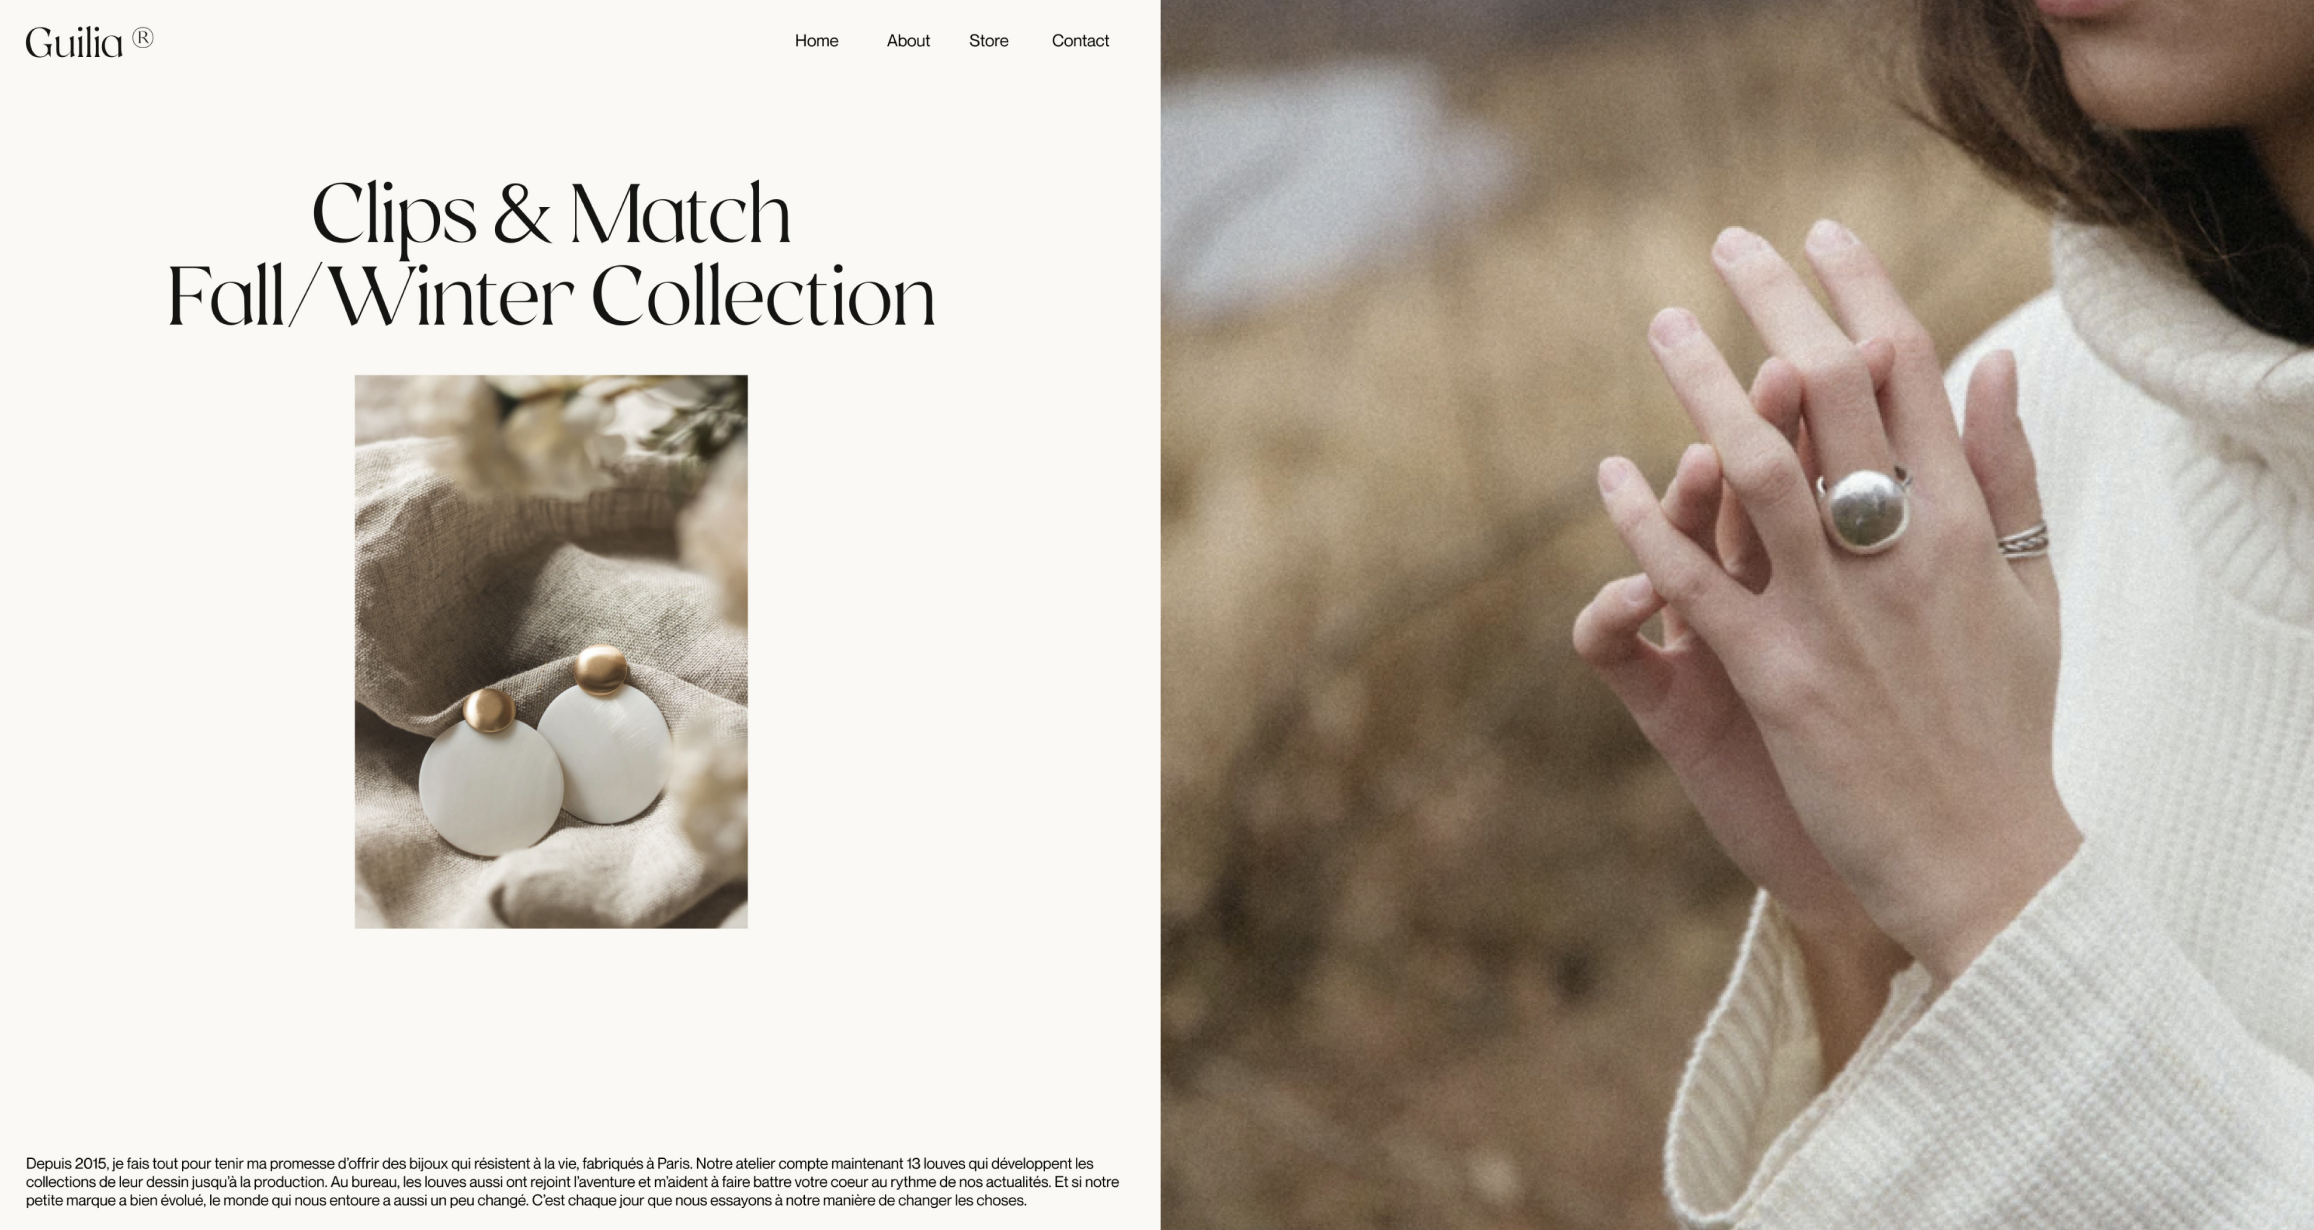 Guilia ®
Home About Store Contact
Clips & Match
Fall/Winter Collection
Depuis 2015, je fais tout pour tenir ma promesse d’offrir des bijoux qui résistent à la vie, fabriqués à Paris. Notre atelier compte maintenant 13 louves qui développent les
collections de leur dessin jusqu’à la production. Au bureau, les louves aussi ont rejoint l’aventure et m’aident à faire battre votre coeur au rythme de nos actualités. Et si notre
petite marque a bien évolué, le monde qui nous entoure a aussi un peu changé. C’est chaque jour que nous essayons à notre manière de changer les choses.